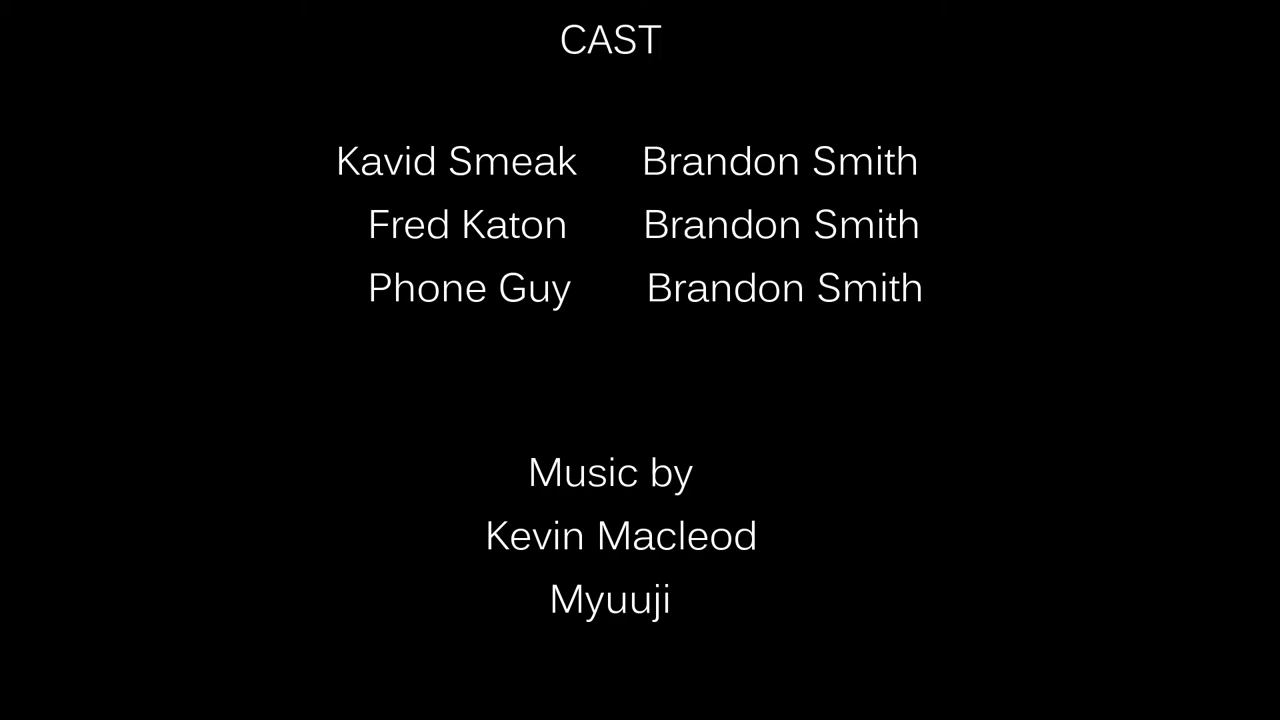 CAST
Kavid Smeak Brandon Smith
Fred Katon Brandon Smith
Phone Guy Brandon Smith
Music by
Kevin Macleod
Myuuji